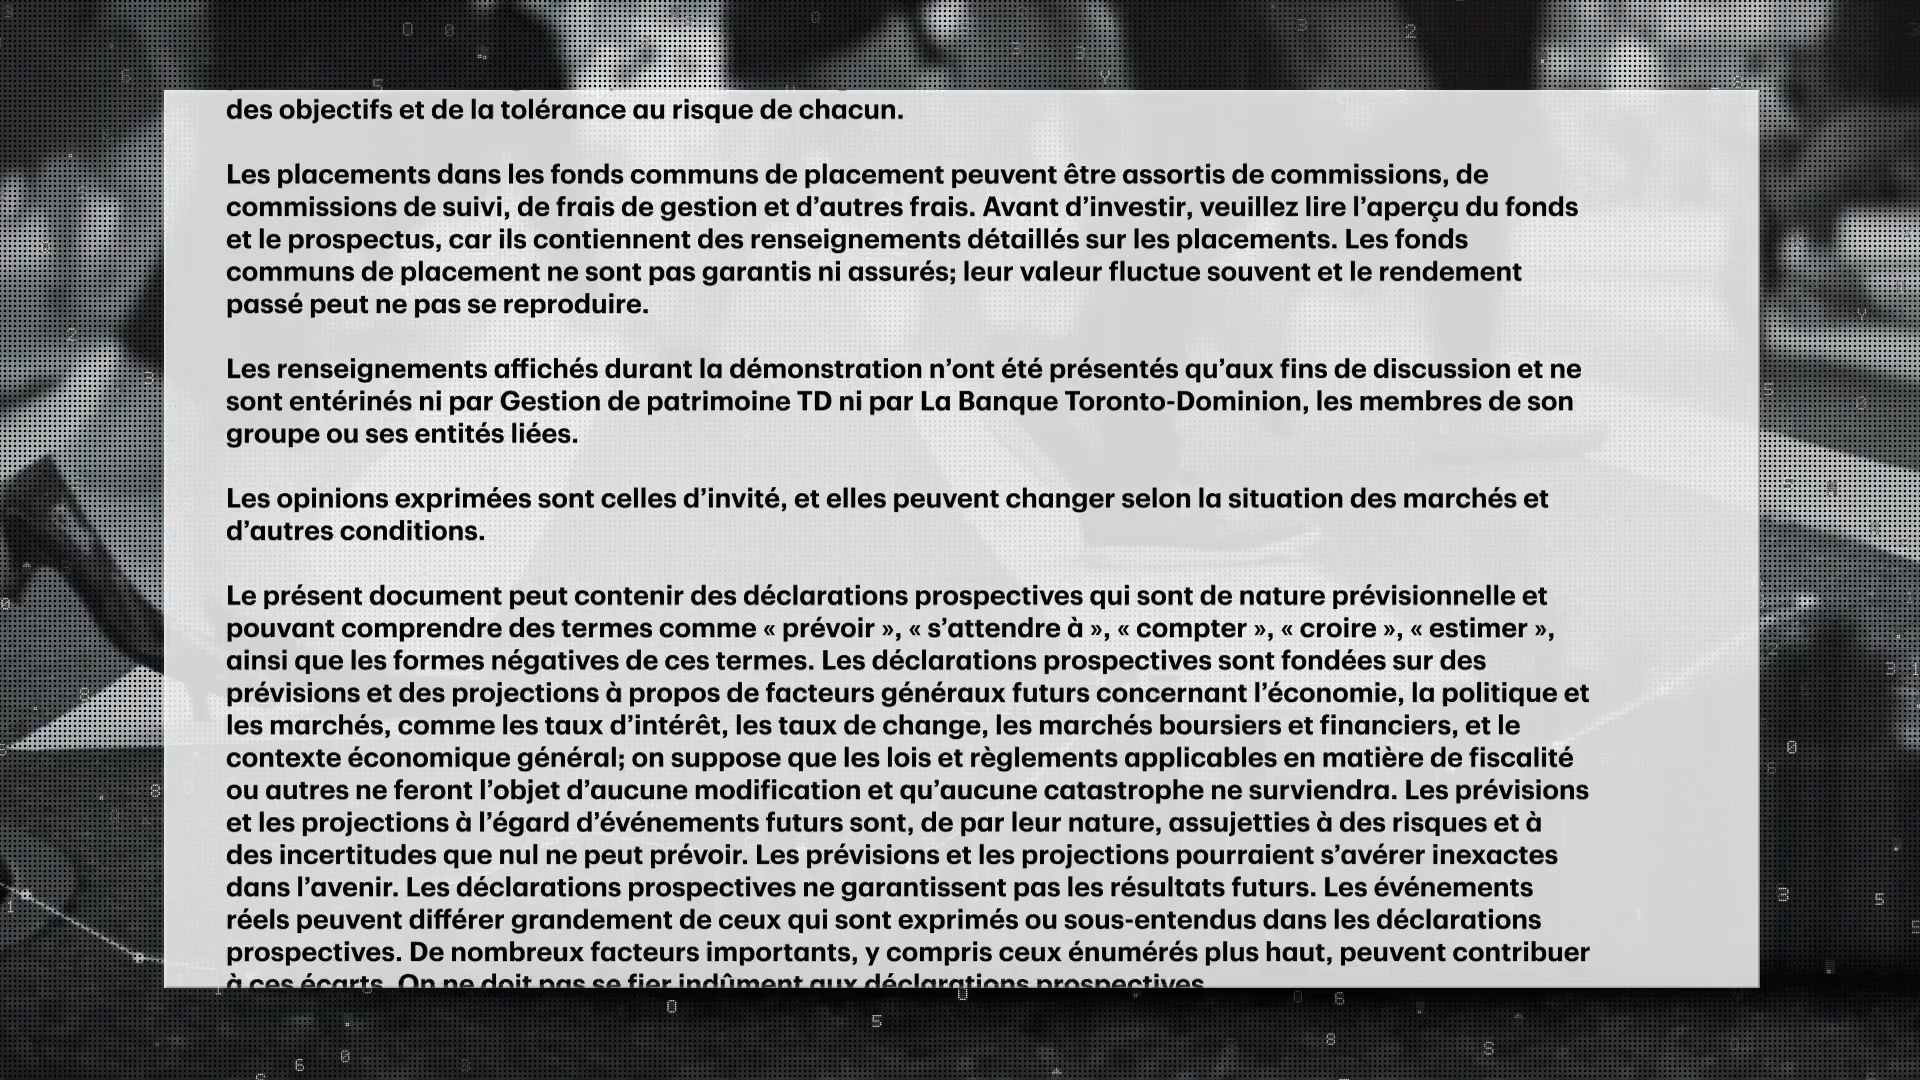 des objectifs et de la tolérance au risque de chacun.
Les placements dans les fonds communs de placement peuvent être assortis de commissions, de
commissions de suivi, de frais de gestion et d’autres frais. Avant d’investir, veuillez lire l’aperçu du fonds
et le prospectus, car ils contiennent des renseignements détaillés sur les placements. Les fonds
communs de placement ne sont pas garantis ni assurés; leur valeur fluctue souvent et le rendement
passé peut ne pas se reproduire.
Les renseignements affichés durant la démonstration n’ont été présentés qu’aux fins de discussion et ne
sont entérinés ni par Gestion de patrimoine TD ni par La Banque Toronto-Dominion, les membres de son
groupe ou ses entités liées.
Les opinions exprimées sont celles d’invité, et elles peuvent changer selon la situation des marchés et
d’autres conditions.
Le présent document peut contenir des déclarations prospectives qui sont de nature prévisionnelle et
pouvant comprendre des termes comme « prévoir », « s’attendre à », « compter », « croire », « estimer »,
ainsi que les formes négatives de ces termes. Les déclarations prospectives sont fondées sur des
prévisions et des projections à propos de facteurs généraux futurs concernant l’économie, la politique et
les marchés, comme les taux d’intérêt, les taux de change, les marchés boursiers et financiers, et le
contexte économique général; on suppose que les lois et règlements applicables en matière de fiscalité
ou autres ne feront l’objet d’aucune modification et qu’aucune catastrophe ne surviendra. Les prévisions
et les projections à l’égard d’événements futurs sont, de par leur nature, assujetties à des risques et à
des incertitudes que nul ne peut prévoir. Les prévisions et les projections pourraient s’avérer inexactes
dans l’avenir. Les déclarations prospectives ne garantissent pas les résultats futurs. Les événements
réels peuvent différer grandement de ceux qui sont exprimés ou sous-entendus dans les déclarations
prospectives. De nombreux facteurs importants, y compris ceux énumérés plus haut, peuvent contribuer
à ces écarts. On ne doit pas se fier indûment aux déclarations prospectives.